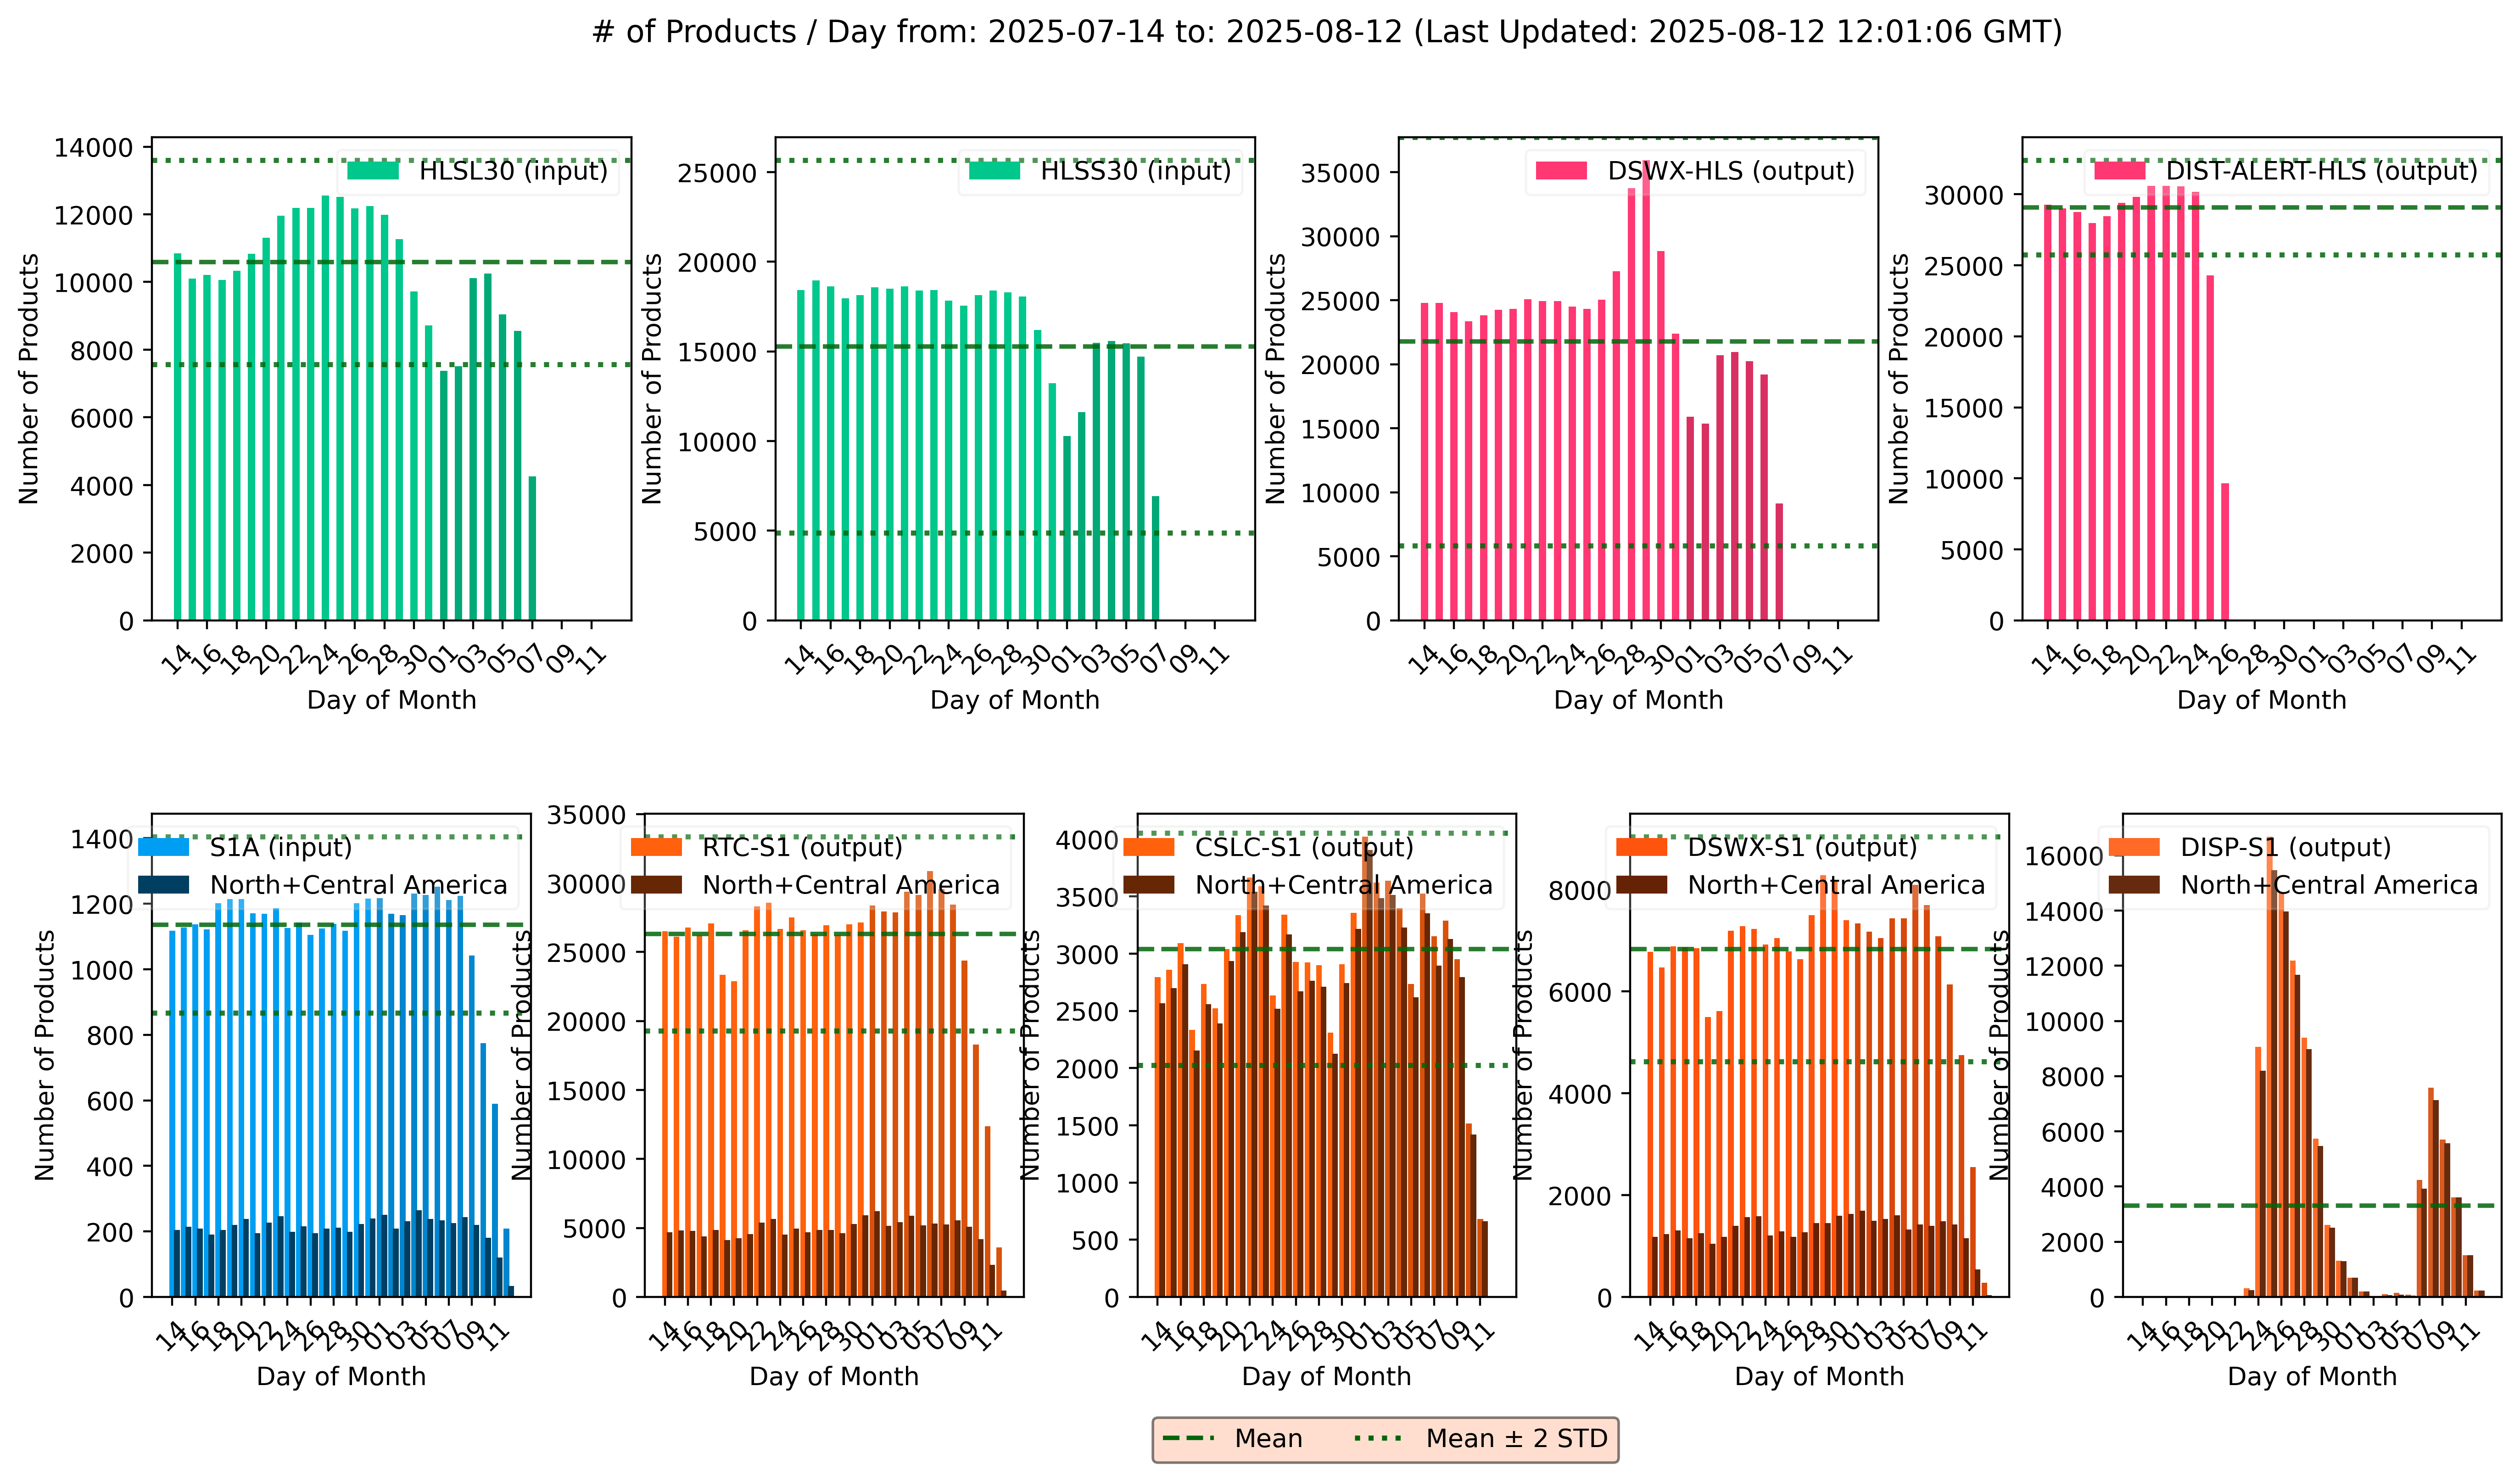 # of Products / Day from: 2025-07-14 to: 2025-08-12 (Last Updated: 2025-08-12 12:01:06 GMT)
HLSL30 (input)
Number of Products
14000
12000
10000
8000
6000
4000
2000
0
14 16 18 20 22 24 26 28 30 01 03 05 07 09 11
Day of Month
HLSS30 (input)
Number of Products
25000
20000
15000
10000
5000
0
14 16 18 20 22 24 26 28 30 01 03 05 07 09 11
Day of Month
DSWX-HLS (output)
Number of Products
35000
30000
25000
20000
15000
10000
5000
0
14 16 18 20 22 24 26 28 30 01 03 05 07 09 11
Day of Month
DIST-ALERT-HLS (output)
Number of Products
30000
25000
20000
15000
10000
5000
0
14 16 18 20 22 24 26 28 30 01 03 05 07 09 11
Day of Month
S1A (input)
North+Central America
Number of Products
1400
1200
1000
800
600
400
200
0
14 16 18 20 22 24 26 28 30 01 03 05 07 09 11
Day of Month
RTC-S1 (output)
North+Central America
Number of Products
35000
30000
25000
20000
15000
10000
5000
0
14 16 18 20 22 24 26 28 30 01 03 05 07 09 11
Day of Month
CSLC-S1 (output)
North+Central America
Number of Products
4000
3500
3000
2500
2000
1500
1000
500
0
14 16 18 20 22 24 26 28 30 01 03 05 07 09 11
Day of Month
DSWX-S1 (output)
North+Central America
Number of Products
8000
6000
4000
2000
0
14 16 18 20 22 24 26 28 30 01 03 05 07 09 11
Day of Month
DISP-S1 (output)
North+Central America
Number of Products
16000
14000
12000
10000
8000
6000
4000
2000
0
14 16 18 20 22 24 26 28 30 01 03 05 07 09 11
Day of Month
Mean
Mean ± 2 STD